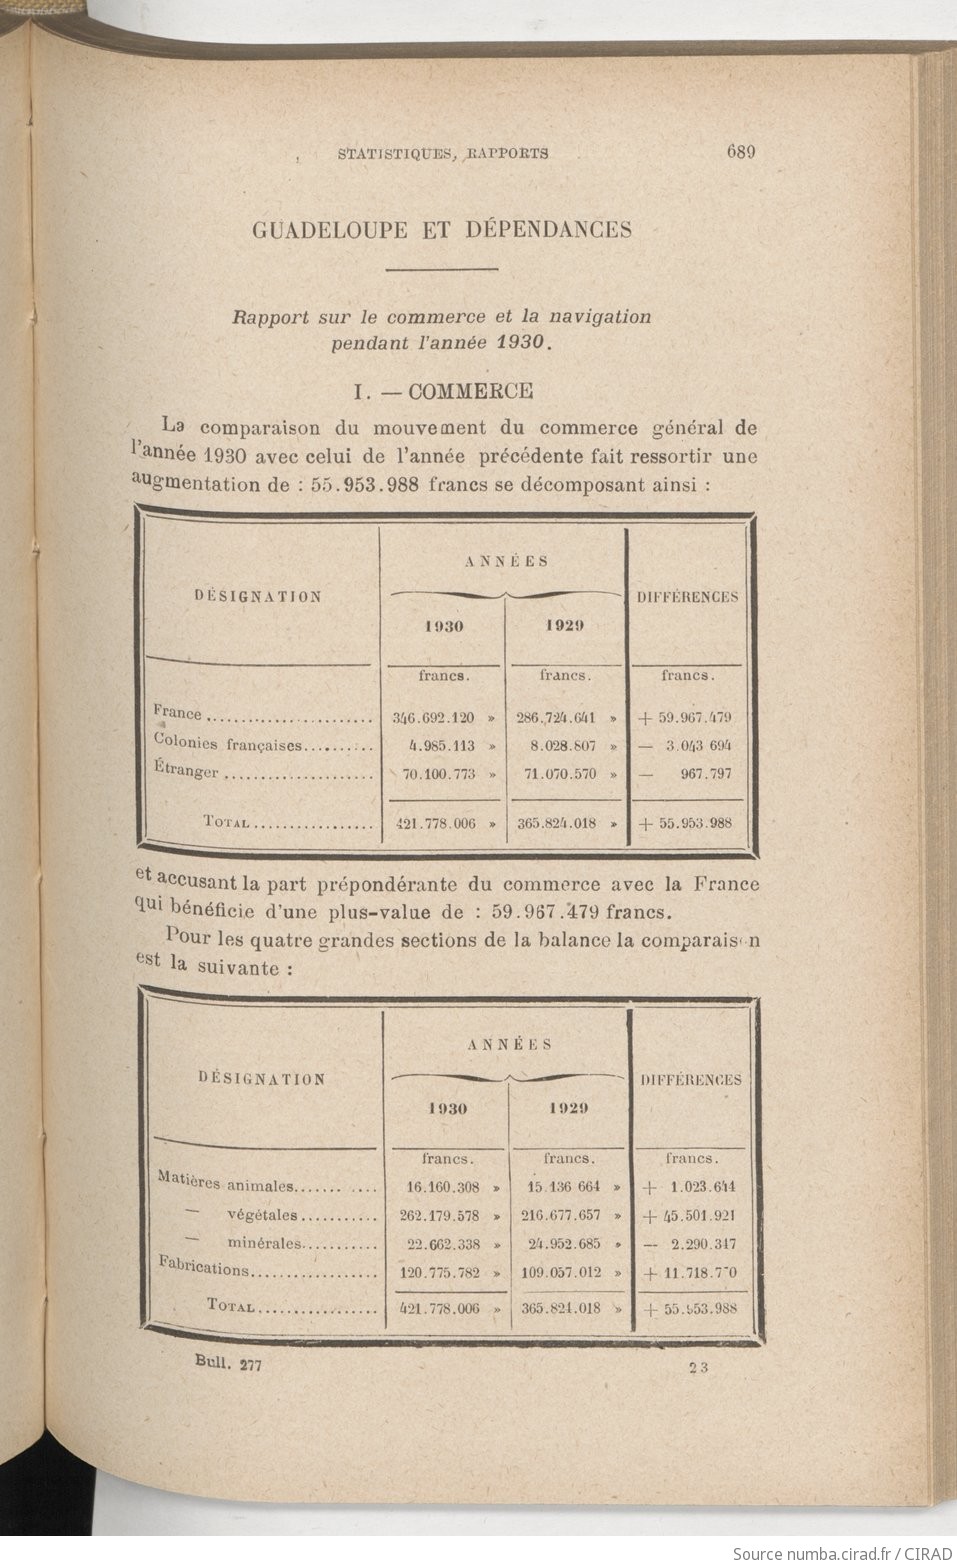 STATISTIQUES, RAPPORTS 689
GUADELOUPE ET DÉPENDANCES
Rapport sur le commerce et la navigation
pendant l'année 1930.
I. — COMMERCE
La comparaison du mouvement du commerce général de
l'année 1930 avec celui de l'année précédente fait ressortir une
augmentation de : 55.953.988 francs se décomposant ainsi :
DÉSIGNATION ANNÉES DIFFÉRENCES
1930 1929
francs. francs. francs.
France ....................... 346.692.120 » 286.724.641 » + 59.967.479
Colonies françaises.......... 4.985.113 » 8.028.807 » — 3.043 694
Étranger ..................... 70.100.773 » 71.070.570 » — 967.797
TOTAL ................. 421.778.006 » 365.824.018 » + 55.953.988
et accusant la part prépondérante du commerce avec la France
qui bénéficie d'une plus-value de : 59.967.479 francs.
Pour les quatre grandes sections de la balance la comparaison
est la suivante :
DÉSIGNATION ANNÉES DIFFÉRENCES
1930 1929
francs. francs. francs.
Matières animales............ 16.160.308 » 15.136 664 » + 1.023.644
— végétales........... 262.179.578 » 216.677.657 » + 45.501.921
— minérales........... 22.662.338 » 24.952.685 » — 2.290.347
Fabrications.................. 120.775.782 » 109.057.012 » + 11.718.770
TOTAL................. 421.778.006 » 365.824.018 » + 55.953.988
Bull. 277 23
Source numba.cirad.fr / CIRAD